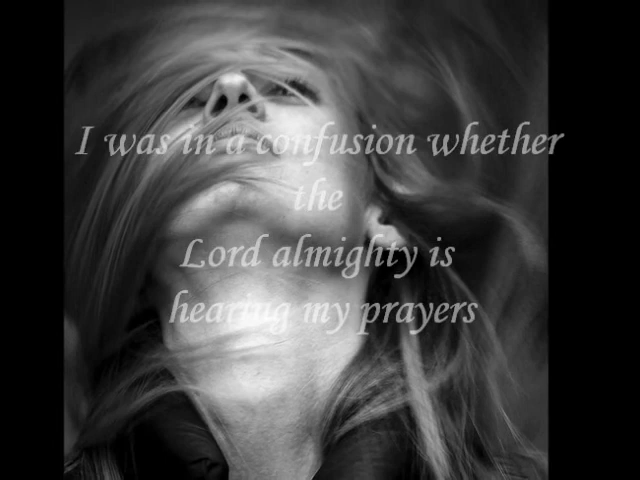 I was in a confusion whether
the
Lord almighty is
hearing my prayers